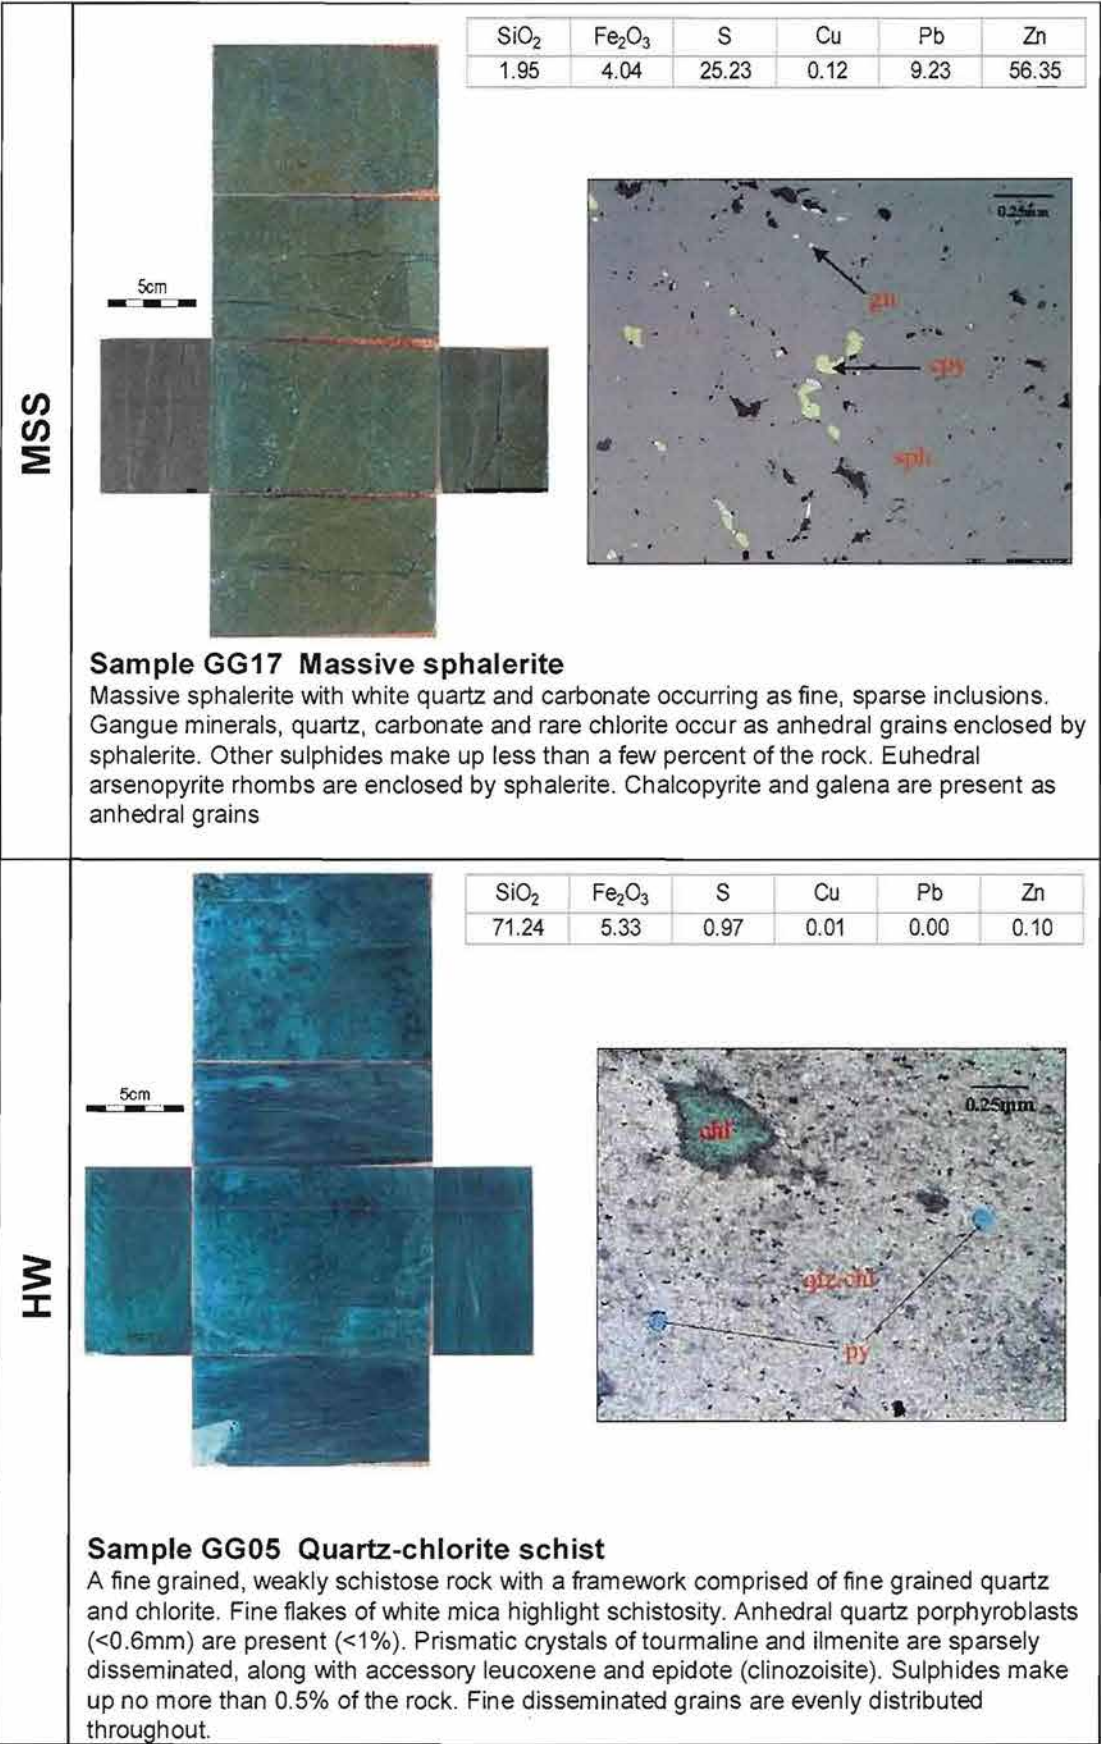 MSS
SiO₂ Fe₂O₃ S Cu Pb Zn
1.95 4.04 25.23 0.12 9.23 56.35
5cm
0.25mm
gn
cpy
sph
Sample GG17 Massive sphalerite
Massive sphalerite with white quartz and carbonate occurring as fine, sparse inclusions.
Gangue minerals, quartz, carbonate and rare chlorite occur as anhedral grains enclosed by
sphalerite. Other sulphides make up less than a few percent of the rock. Euhedral
arsenopyrite rhombs are enclosed by sphalerite. Chalcopyrite and galena are present as
anhedral grains
HW
SiO₂ Fe₂O₃ S Cu Pb Zn
71.24 5.33 0.97 0.01 0.00 0.10
5cm
0.25mm
chl
qtz-chl
py
Sample GG05 Quartz-chlorite schist
A fine grained, weakly schistose rock with a framework comprised of fine grained quartz
and chlorite. Fine flakes of white mica highlight schistosity. Anhedral quartz porphyroblasts
(<0.6mm) are present (<1%). Prismatic crystals of tourmaline and ilmenite are sparsely
disseminated, along with accessory leucoxene and epidote (clinozoisite). Sulphides make
up no more than 0.5% of the rock. Fine disseminated grains are evenly distributed
throughout.